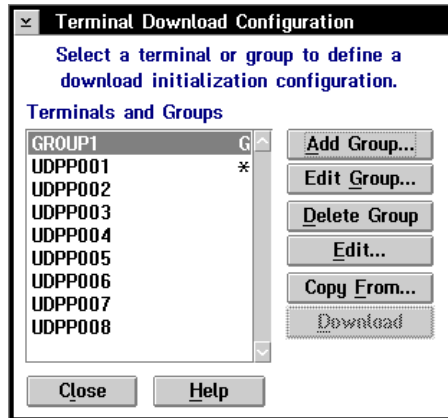 Terminal Download Configuration
Select a terminal or group to define a
download initialization configuration.
Terminals and Groups
GROUP1 G
UDPP001 *
UDPP002
UDPP003
UDPP004
UDPP005
UDPP006
UDPP007
UDPP008
Add Group...
Edit Group...
Delete Group
Edit...
Copy From...
Download
Close Help